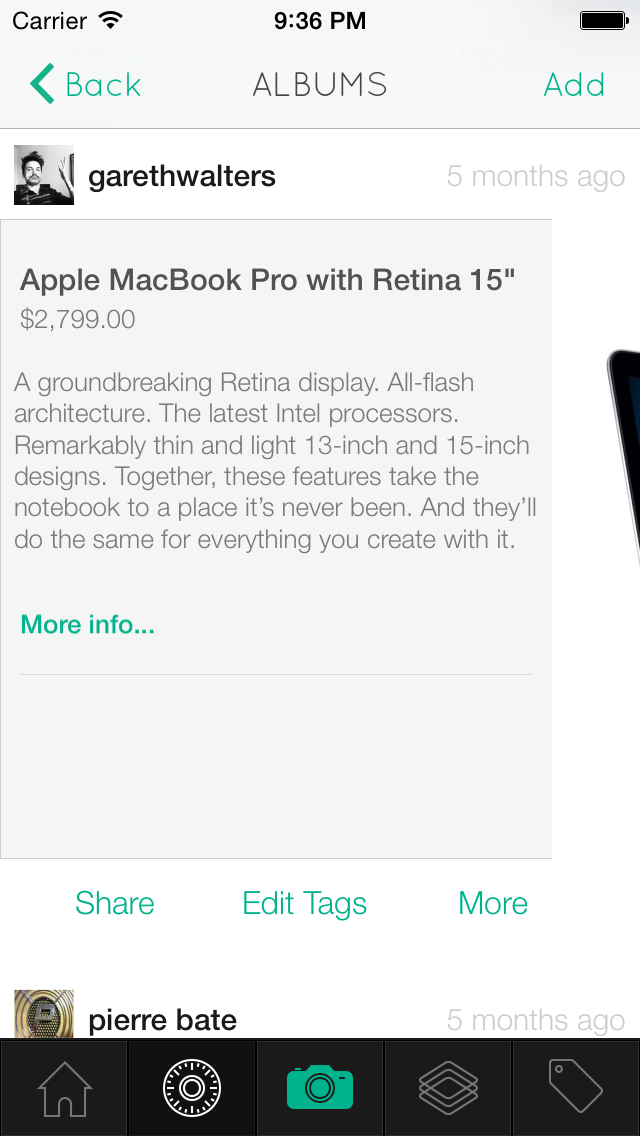 Carrier 9:36 PM
Back ALBUMS Add
garethwalters 5 months ago
Apple MacBook Pro with Retina 15"
$2,799.00
A groundbreaking Retina display. All-flash
architecture. The latest Intel processors.
Remarkably thin and light 13-inch and 15-inch
designs. Together, these features take the
notebook to a place it’s never been. And they’ll
do the same for everything you create with it.
More info...
Share Edit Tags More
pierre bate 5 months ago